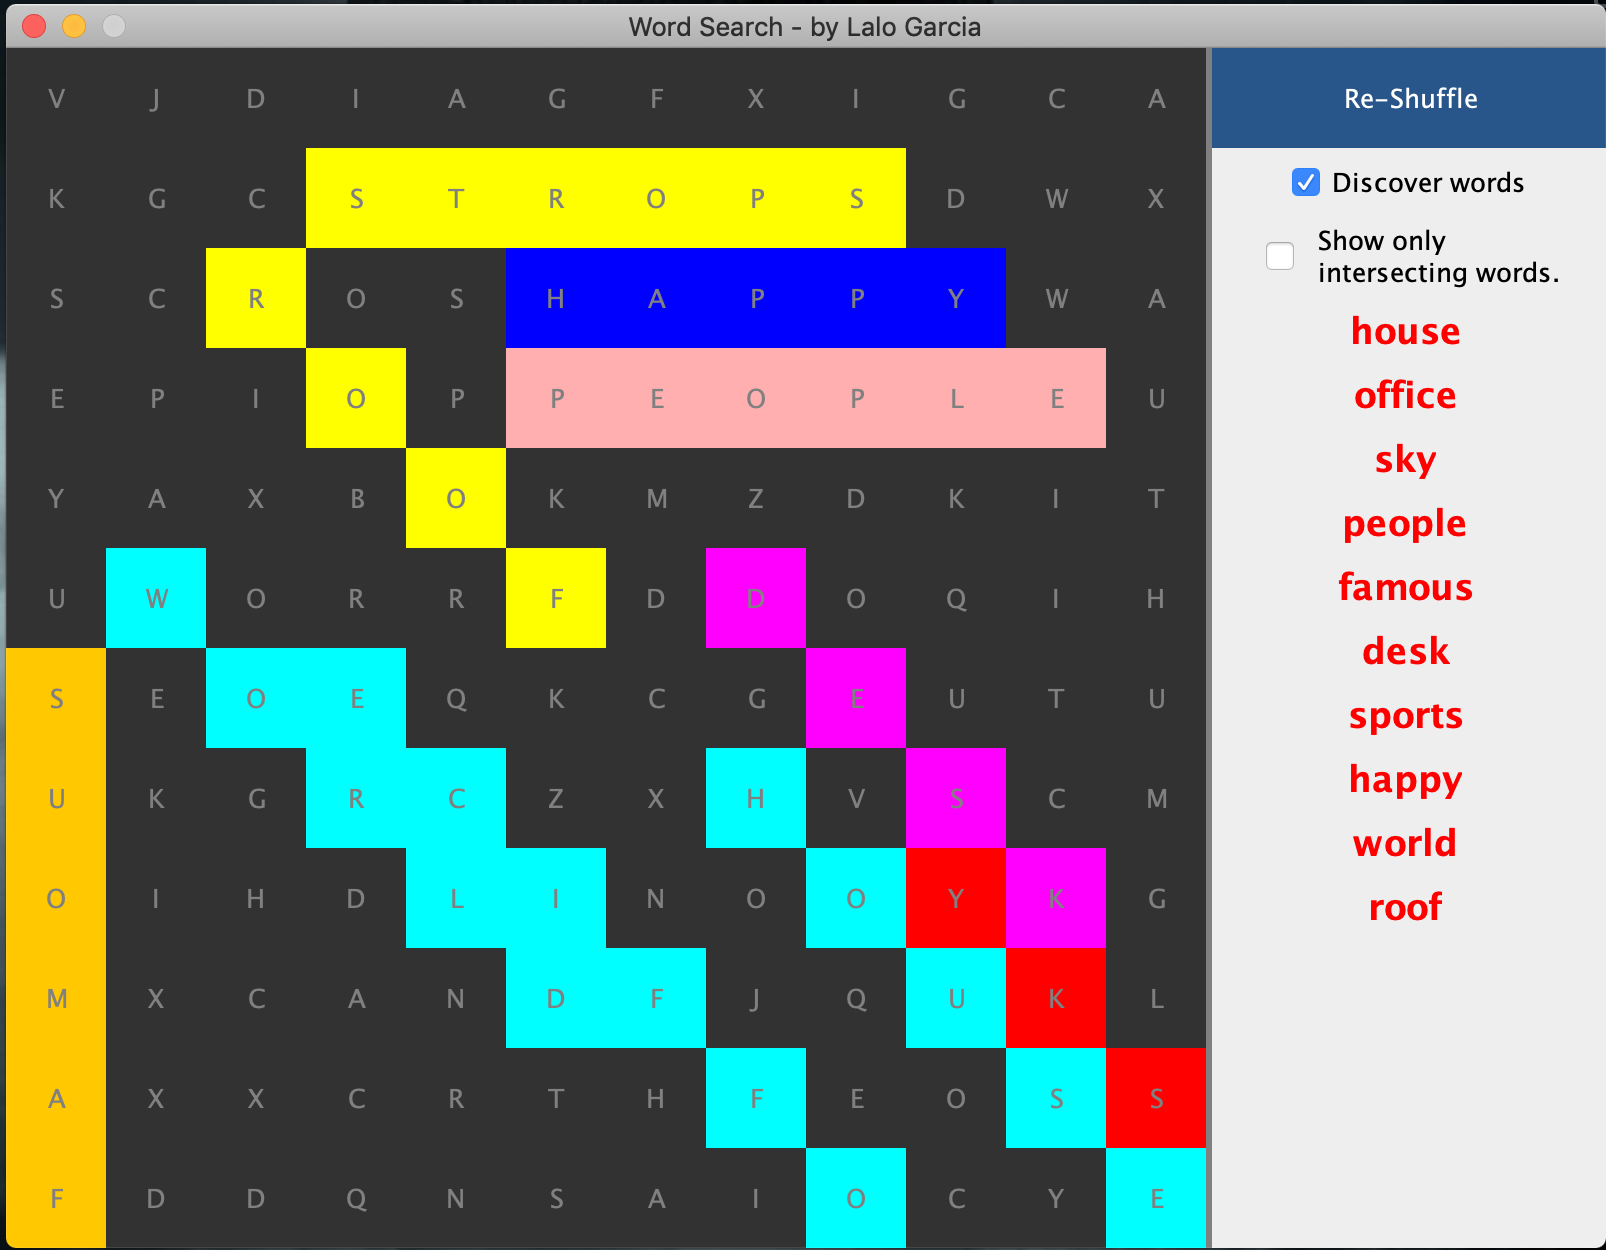 Word Search - by Lalo Garcia
V J D I A G F X I G C A
K G C S T R O P S D W X
S C R O S H A P P Y W A
E P I O P P E O P L E U
Y A X B O K M Z D K I T
U W O R R F D D O Q I H
S E O E Q K C G E U T U
U K G R C Z X H V S C M
O I H D L I N O O Y K G
M X C A N D F J Q U K L
A X X C R T H F E O S S
F D D Q N S A I O C Y E
Re-Shuffle
Discover words
Show only
intersecting words.
house
office
sky
people
famous
desk
sports
happy
world
roof